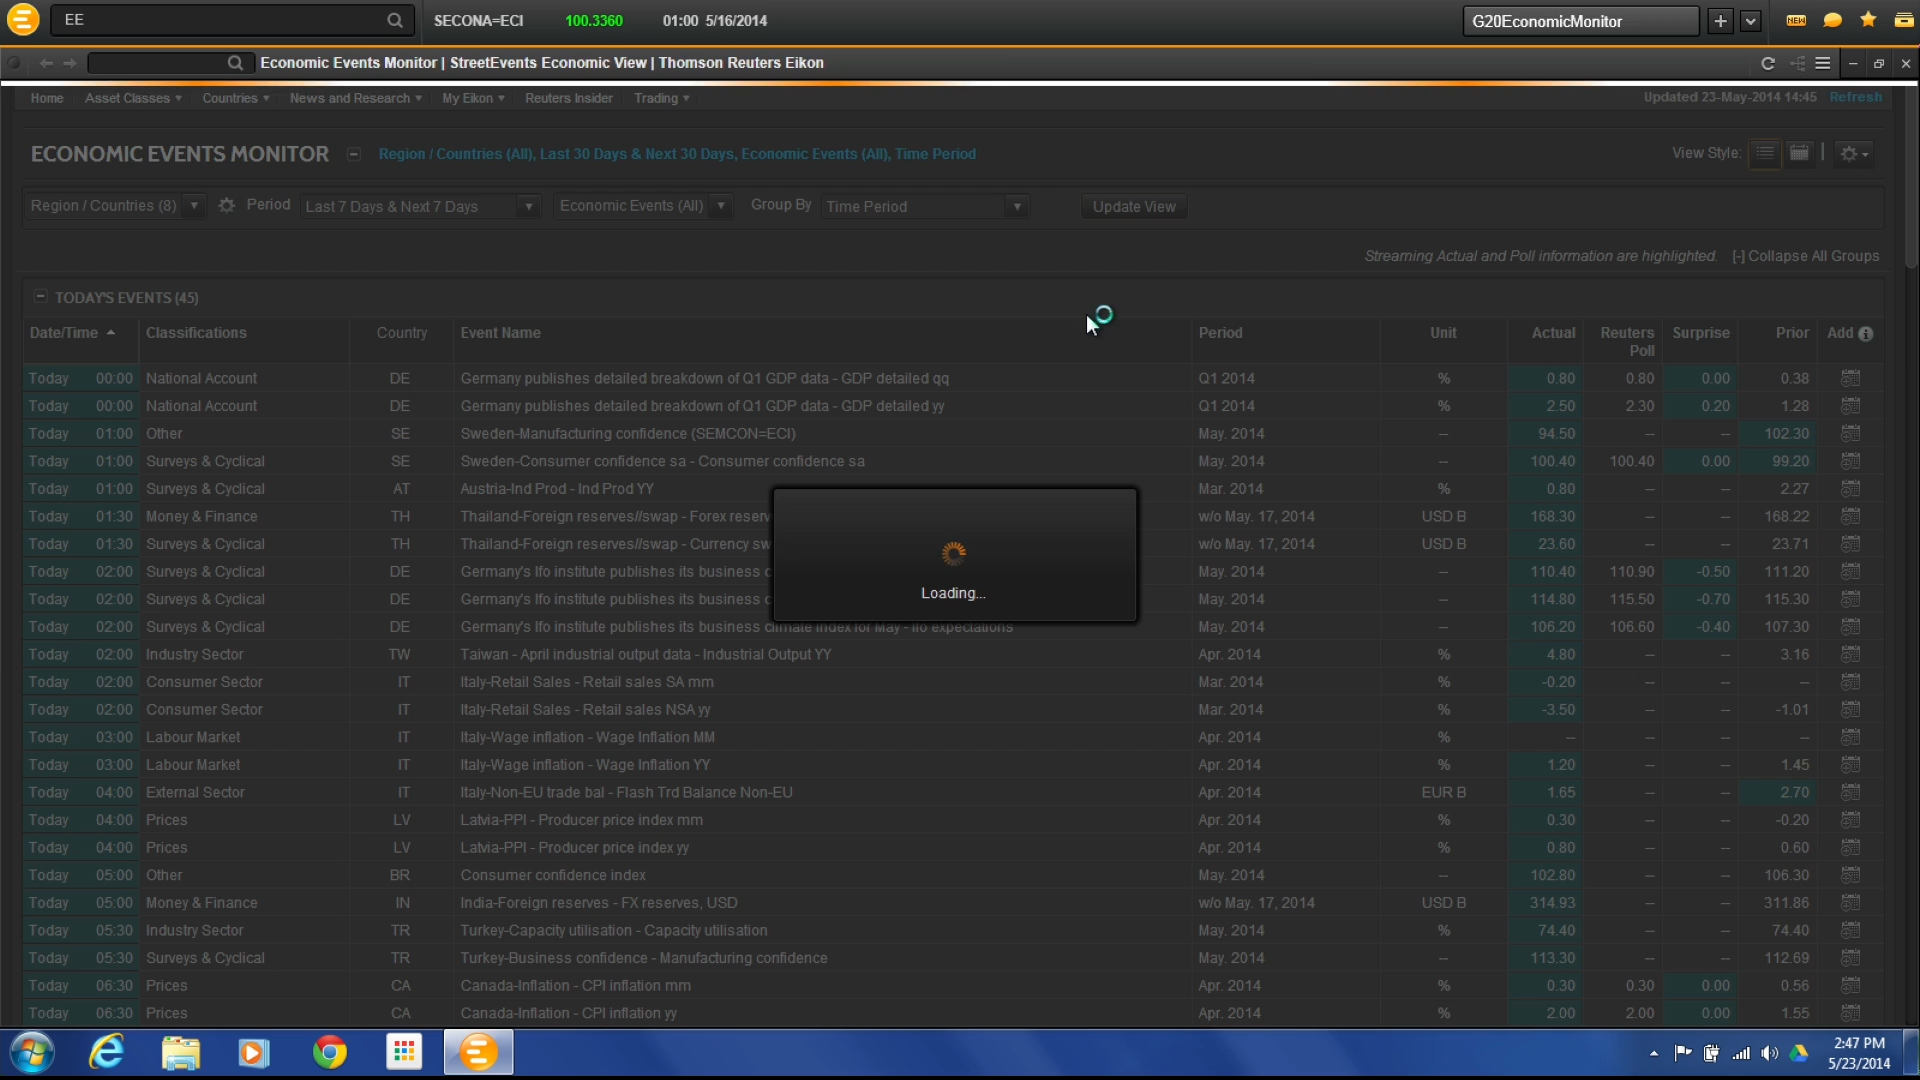 EE
SECONA=ECI 100.3360 01:00 5/16/2014
G20EconomicMonitor
NEW
Economic Events Monitor | StreetEvents Economic View | Thomson Reuters Eikon
Home Asset Classes Countries News and Research My Eikon Reuters Insider Trading Updated 23-May-2014 14:45 Refresh
ECONOMIC EVENTS MONITOR Region / Countries (All), Last 30 Days & Next 30 Days, Economic Events (All), Time Period View Style:
Region / Countries (8) Period Last 7 Days & Next 7 Days Economic Events (All) Group By Time Period Update View
Streaming Actual and Poll information are highlighted. [-] Collapse All Groups
TODAY'S EVENTS (45)
Date/Time Classifications Country Event Name Period Unit Actual Reuters Poll Surprise Prior Add
Today 00:00 National Account DE Germany publishes detailed breakdown of Q1 GDP data - GDP detailed qq Q1 2014 % 0.80 0.80 0.00 0.38
Today 00:00 National Account DE Germany publishes detailed breakdown of Q1 GDP data - GDP detailed yy Q1 2014 % 2.50 2.30 0.20 1.28
Today 01:00 Other SE Sweden-Manufacturing confidence (SEMCON=ECI) May. 2014 – 94.50 – – 102.30
Today 01:00 Surveys & Cyclical SE Sweden-Consumer confidence sa - Consumer confidence sa May. 2014 – 100.40 100.40 0.00 99.20
Today 01:00 Surveys & Cyclical AT Austria-Ind Prod - Ind Prod YY Mar. 2014 % 0.80 – – 2.27
Today 01:30 Money & Finance TH Thailand-Foreign reserves//swap - Forex reserv w/o May. 17, 2014 USD B 168.30 – – 168.22
Today 01:30 Surveys & Cyclical TH Thailand-Foreign reserves//swap - Currency sw w/o May. 17, 2014 USD B 23.60 – – 23.71
Today 02:00 Surveys & Cyclical DE Germany's Ifo institute publishes its business c May. 2014 – 110.40 110.90 -0.50 111.20
Today 02:00 Surveys & Cyclical DE Germany's Ifo institute publishes its business c May. 2014 – 114.80 115.50 -0.70 115.30
Loading...
Today 02:00 Surveys & Cyclical DE Germany's Ifo institute publishes its business climate index for May - Ifo expectations May. 2014 – 106.20 106.60 -0.40 107.30
Today 02:00 Industry Sector TW Taiwan - April industrial output data - Industrial Output YY Apr. 2014 % 4.80 – – 3.16
Today 02:00 Consumer Sector IT Italy-Retail Sales - Retail sales SA mm Mar. 2014 % -0.20 – – –
Today 02:00 Consumer Sector IT Italy-Retail Sales - Retail sales NSA yy Mar. 2014 % -3.50 – – -1.01
Today 03:00 Labour Market IT Italy-Wage inflation - Wage Inflation MM Apr. 2014 % – – – –
Today 03:00 Labour Market IT Italy-Wage inflation - Wage Inflation YY Apr. 2014 % 1.20 – – 1.45
Today 04:00 External Sector IT Italy-Non-EU trade bal - Flash Trd Balance Non-EU Apr. 2014 EUR B 1.65 – – 2.70
Today 04:00 Prices LV Latvia-PPI - Producer price index mm Apr. 2014 % 0.30 – – -0.20
Today 04:00 Prices LV Latvia-PPI - Producer price index yy Apr. 2014 % 0.80 – – 0.60
Today 05:00 Other BR Consumer confidence index May. 2014 – 102.80 – – 106.30
Today 05:00 Money & Finance IN India-Foreign reserves - FX reserves, USD w/o May. 17, 2014 USD B 314.93 – – 311.86
Today 05:30 Industry Sector TR Turkey-Capacity utilisation - Capacity utilisation May. 2014 % 74.40 – – 74.40
Today 05:30 Surveys & Cyclical TR Turkey-Business confidence - Manufacturing confidence May. 2014 – 113.30 – – 112.69
Today 06:30 Prices CA Canada-Inflation - CPI inflation mm Apr. 2014 % 0.30 0.30 0.00 0.56
Today 06:30 Prices CA Canada-Inflation - CPI inflation yy Apr. 2014 % 2.00 2.00 0.00 1.55
2:47 PM
5/23/2014